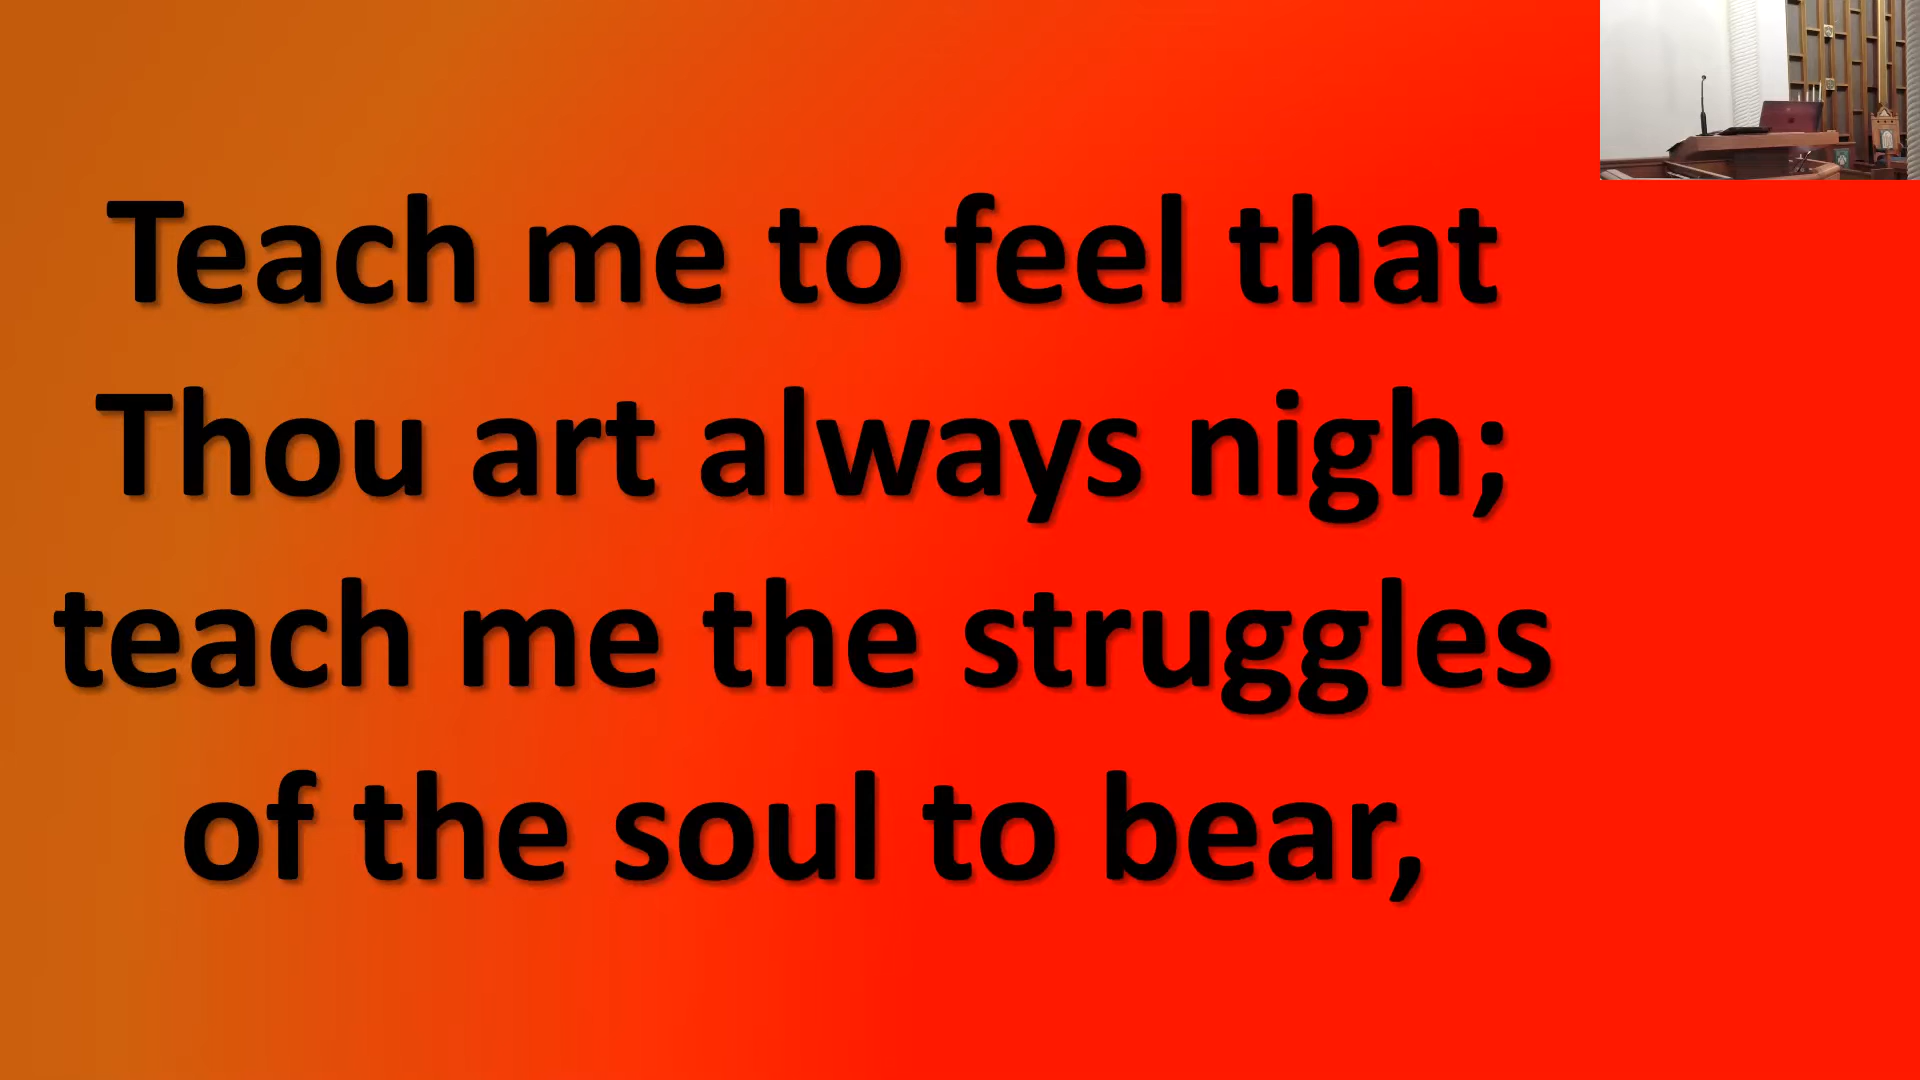 Teach me to feel that
Thou art always nigh;
teach me the struggles
of the soul to bear,